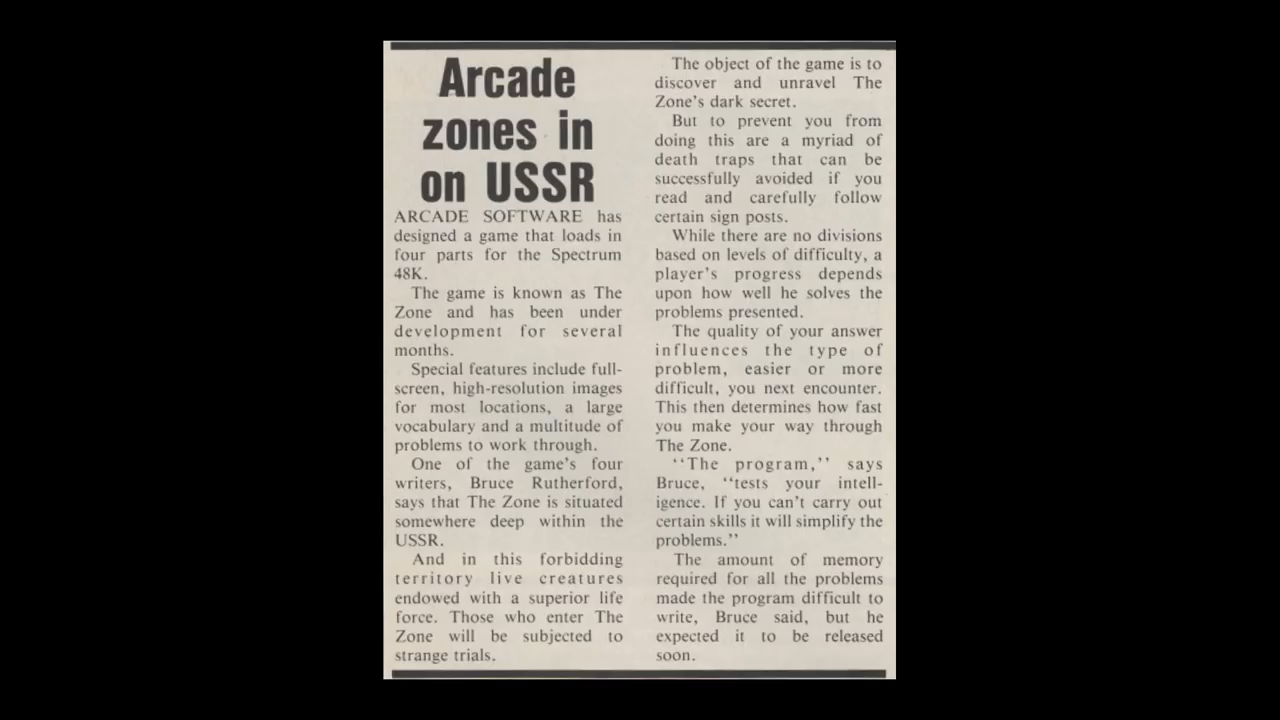 Arcade
zones in
on USSR
ARCADE SOFTWARE has
designed a game that loads in
four parts for the Spectrum
48K.
The game is known as The
Zone and has been under
development for several
months.
Special features include full-
screen, high-resolution images
for most locations, a large
vocabulary and a multitude of
problems to work through.
One of the game's four
writers, Bruce Rutherford,
says that The Zone is situated
somewhere deep within the
USSR.
And in this forbidding
territory live creatures
endowed with a superior life
force. Those who enter The
Zone will be subjected to
strange trials.
The object of the game is to
discover and unravel The
Zone's dark secret.
But to prevent you from
doing this are a myriad of
death traps that can be
successfully avoided if you
read and carefully follow
certain sign posts.
While there are no divisions
based on levels of difficulty, a
player's progress depends
upon how well he solves the
problems presented.
The quality of your answer
influences the type of
problem, easier or more
difficult, you next encounter.
This then determines how fast
you make your way through
The Zone.
‘‘The program,’’ says
Bruce, ‘‘tests your intell-
igence. If you can't carry out
certain skills it will simplify the
problems.’’
The amount of memory
required for all the problems
made the program difficult to
write, Bruce said, but he
expected it to be released
soon.